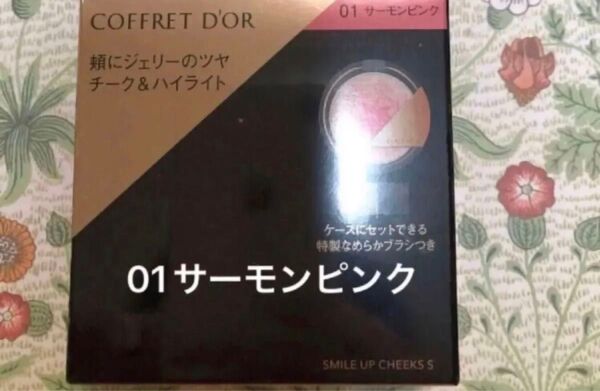 COFFRET D'OR
01 サーモンピンク
頬にジェリーのツヤ
チーク&ハイライト
ケースにセットできる
特製なめらかブラシつき
01サーモンピンク
SMILE UP CHEEKS S